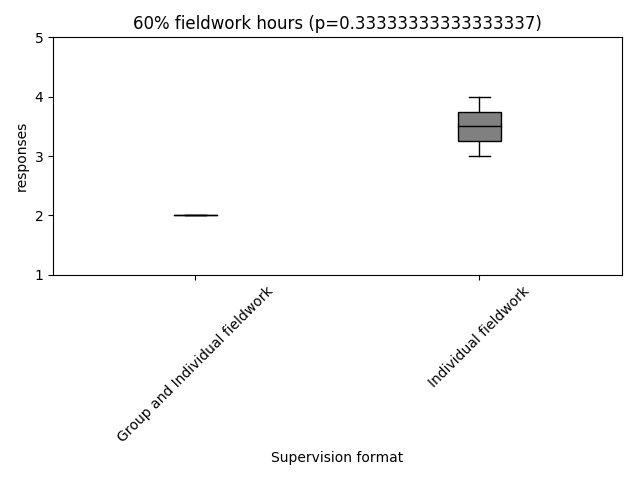 60% fieldwork hours (p=0.33333333333333337)
responses
5
4
3
2
1
Group and Individual fieldwork
Individual fieldwork
Supervision format